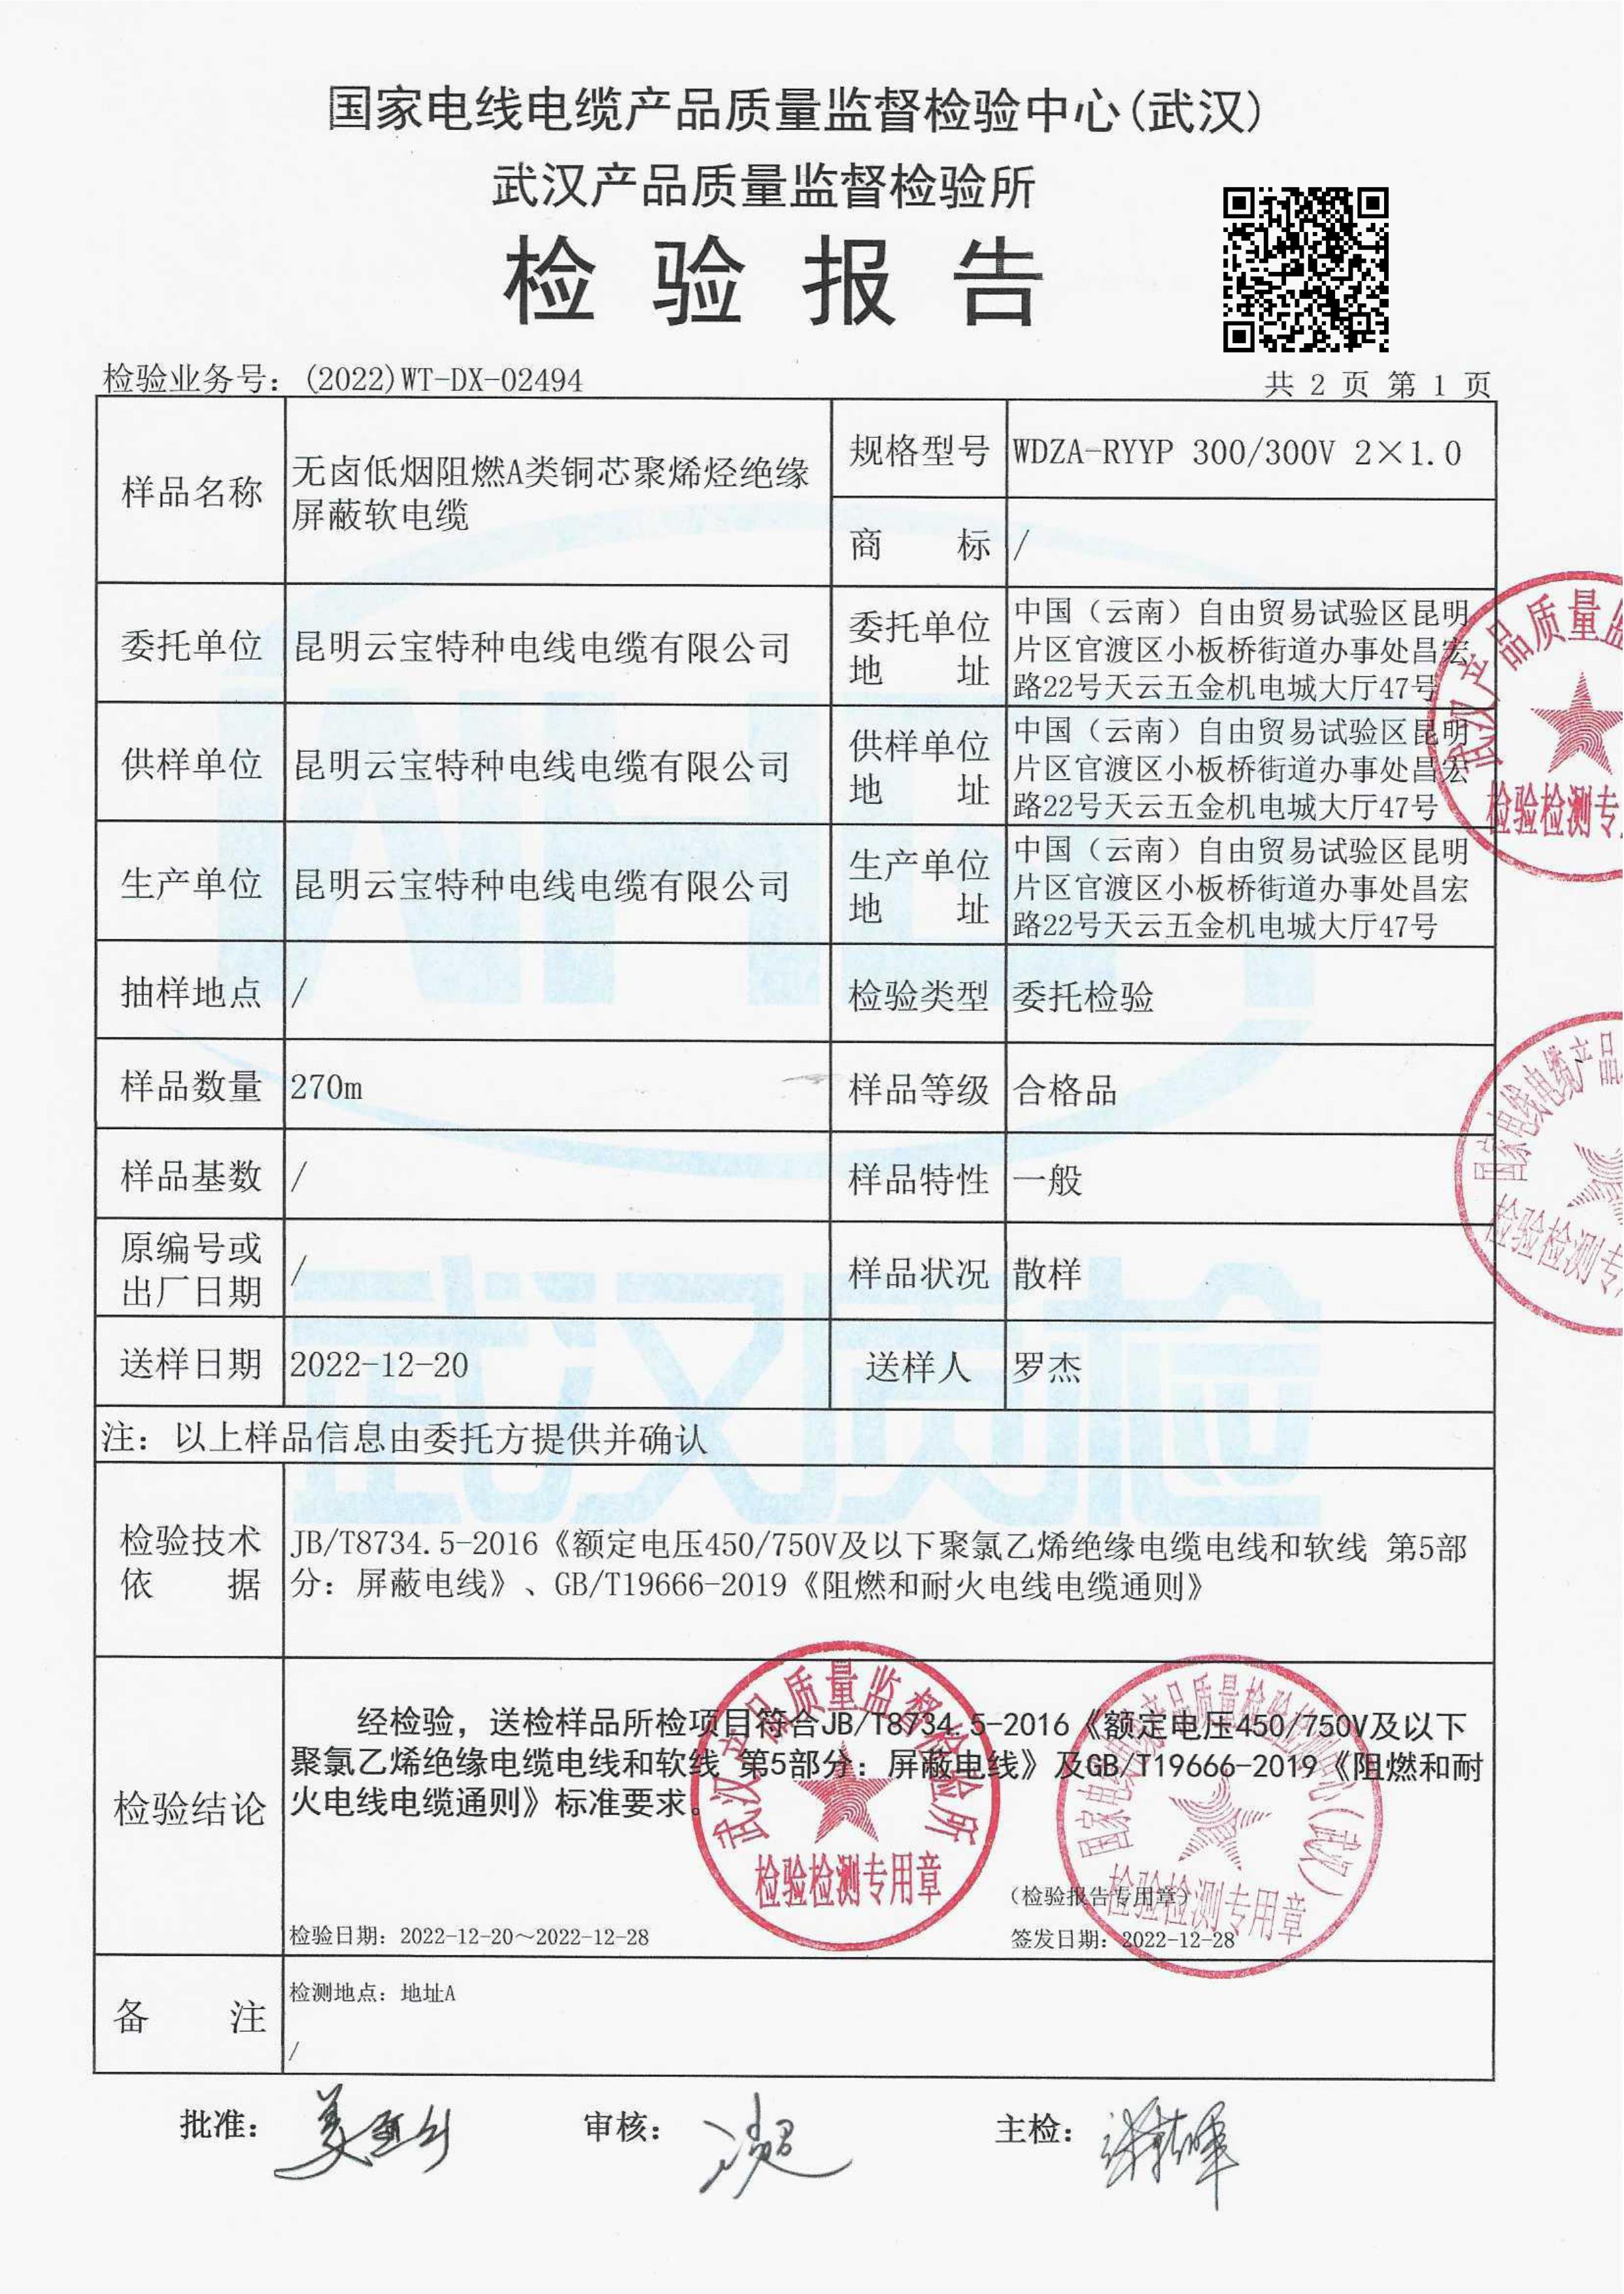 国家电线电缆产品质量监督检验中心(武汉)
武汉产品质量监督检验所
检验报告
检验业务号：(2022)WT-DX-02494
共 2 页 第 1 页
样品名称
无卤低烟阻燃A类铜芯聚烯烃绝缘
屏蔽软电缆
规格型号
WDZA-RYYP 300/300V 2×1.0
商 标
/
委托单位
昆明云宝特种电线电缆有限公司
委托单位
地 址
中国（云南）自由贸易试验区昆明
片区官渡区小板桥街道办事处昌宏
路22号天云五金机电城大厅47号
供样单位
昆明云宝特种电线电缆有限公司
供样单位
地 址
中国（云南）自由贸易试验区昆明
片区官渡区小板桥街道办事处昌宏
路22号天云五金机电城大厅47号
生产单位
昆明云宝特种电线电缆有限公司
生产单位
地 址
中国（云南）自由贸易试验区昆明
片区官渡区小板桥街道办事处昌宏
路22号天云五金机电城大厅47号
抽样地点
/
检验类型
委托检验
样品数量
270m
样品等级
合格品
样品基数
/
样品特性
一般
原编号或
出厂日期
/
样品状况
散样
送样日期
2022-12-20
送样人
罗杰
注：以上样品信息由委托方提供并确认
检验技术
依 据
JB/T8734.5-2016《额定电压450/750V及以下聚氯乙烯绝缘电缆电线和软线 第5部
分：屏蔽电线》、GB/T19666-2019《阻燃和耐火电线电缆通则》
检验结论
经检验，送检样品所检项目符合JB/T8734.5-2016《额定电压450/750V及以下
聚氯乙烯绝缘电缆电线和软线 第5部分：屏蔽电线》及GB/T19666-2019《阻燃和耐
火电线电缆通则》标准要求。
武汉产品质量监督检验所
检验检测专用章
国家电线电缆产品质量检验检测中心(武汉)
检验检测专用章
（检验报告专用章）
检验日期：2022-12-20～2022-12-28
签发日期：2022-12-28
备 注
检测地点：地址A
/
批准：
审核：
主检：
武汉产品质量监
检验检测专
国家电线电缆产品
检验检测专
武汉质检